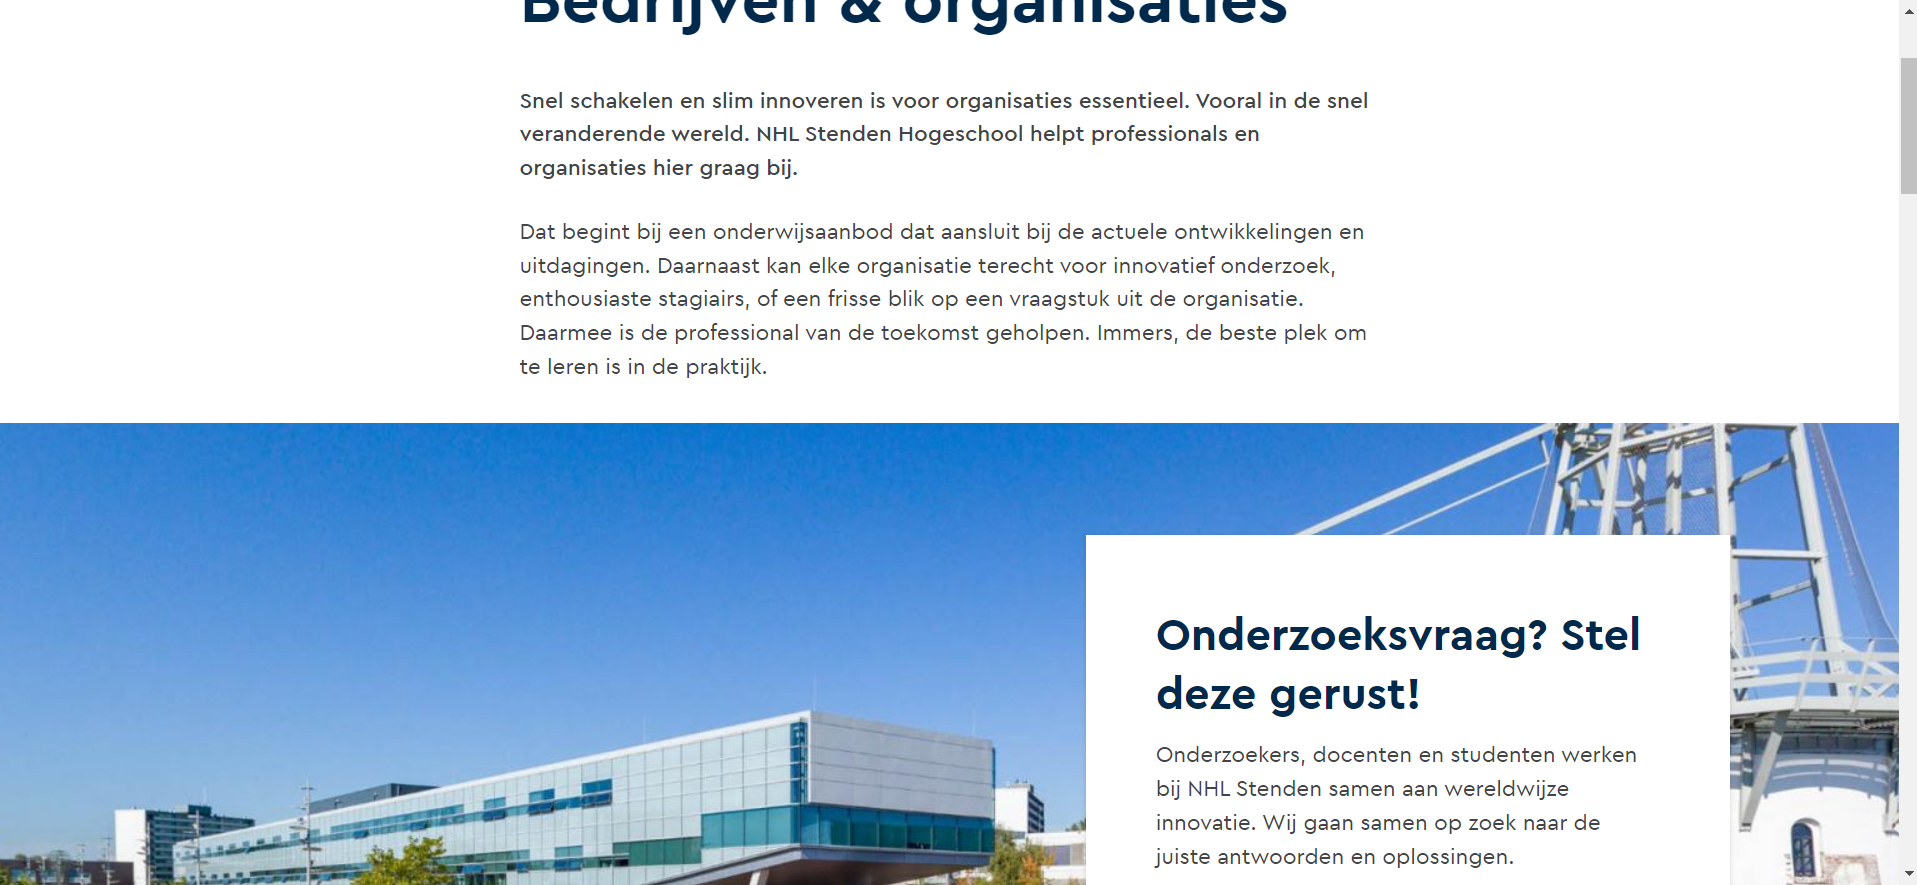 Bedrijven & organisaties
Snel schakelen en slim innoveren is voor organisaties essentieel. Vooral in de snel
veranderende wereld. NHL Stenden Hogeschool helpt professionals en
organisaties hier graag bij.
Dat begint bij een onderwijsaanbod dat aansluit bij de actuele ontwikkelingen en
uitdagingen. Daarnaast kan elke organisatie terecht voor innovatief onderzoek,
enthousiaste stagiairs, of een frisse blik op een vraagstuk uit de organisatie.
Daarmee is de professional van de toekomst geholpen. Immers, de beste plek om
te leren is in de praktijk.
Onderzoeksvraag? Stel
deze gerust!
Onderzoekers, docenten en studenten werken
bij NHL Stenden samen aan wereldwijze
innovatie. Wij gaan samen op zoek naar de
juiste antwoorden en oplossingen.